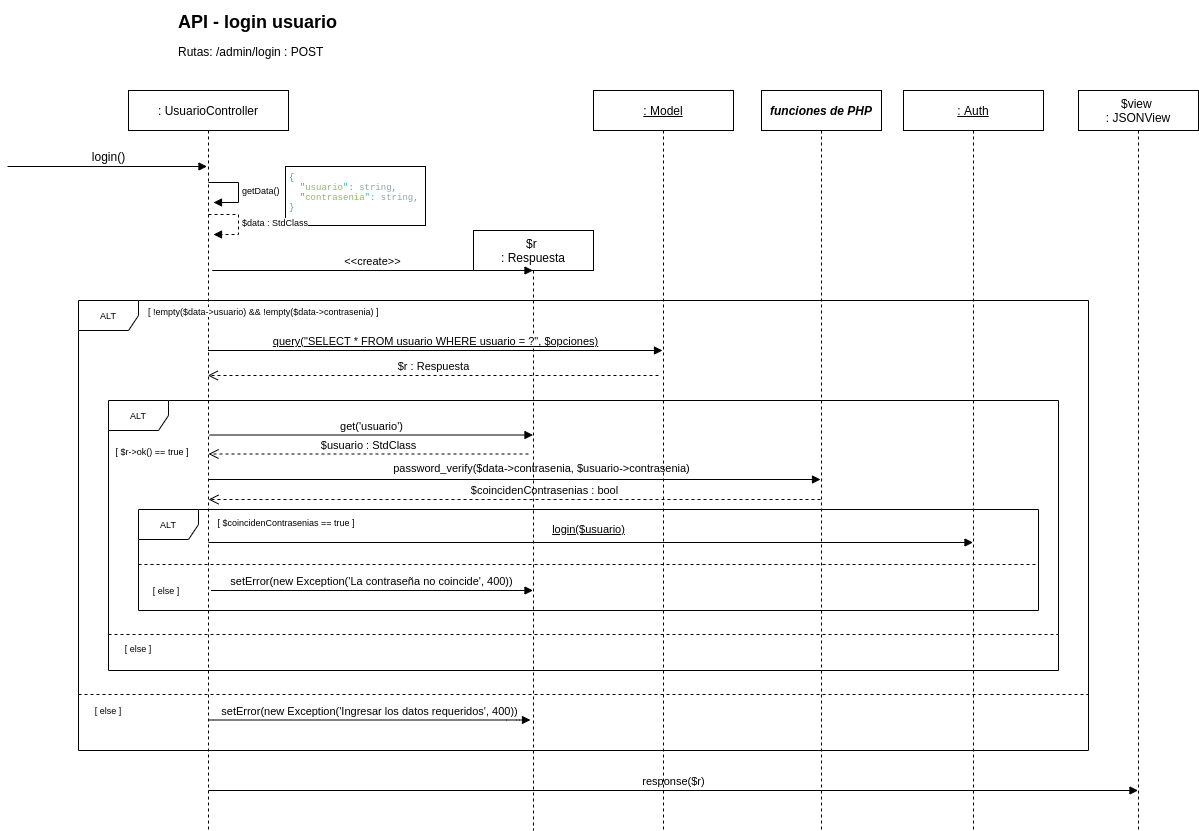 API - login usuario
Rutas: /admin/login : POST
: UsuarioController
: Model
funciones de PHP
: Auth
$view
: JSONView
login()
getData()
{
"usuario": string,
"contrasenia": string,
}
$data : StdClass
$r
: Respuesta
<<create>>
ALT
[ !empty($data->usuario) && !empty($data->contrasenia) ]
query("SELECT * FROM usuario WHERE usuario = ?", $opciones)
$r : Respuesta
ALT
get('usuario')
$usuario : StdClass
[ $r->ok() == true ]
password_verify($data->contrasenia, $usuario->contrasenia)
$coincidenContrasenias : bool
ALT
[ $coincidenContrasenias == true ]
login($usuario)
setError(new Exception('La contraseña no coincide', 400))
[ else ]
[ else ]
[ else ]
setError(new Exception('Ingresar los datos requeridos', 400))
response($r)